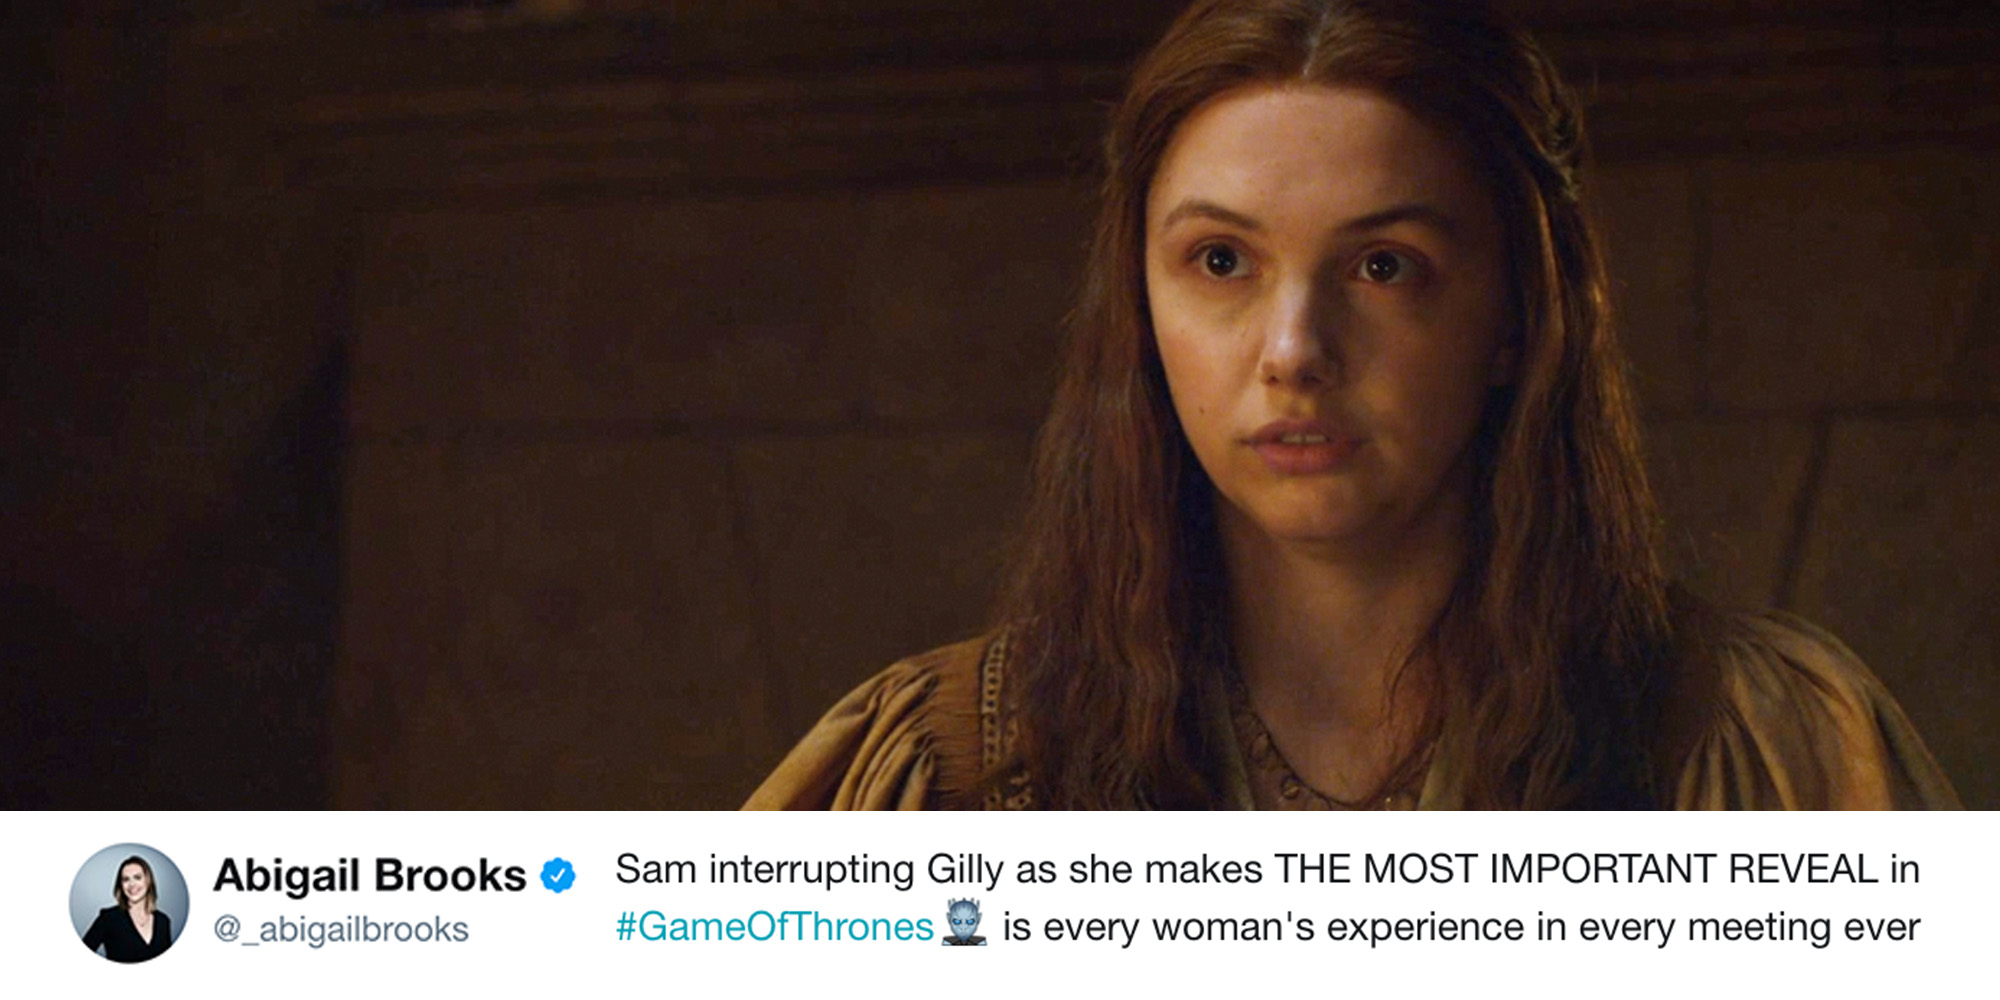 Abigail Brooks
@_abigailbrooks
Sam interrupting Gilly as she makes THE MOST IMPORTANT REVEAL in
#GameOfThrones is every woman's experience in every meeting ever